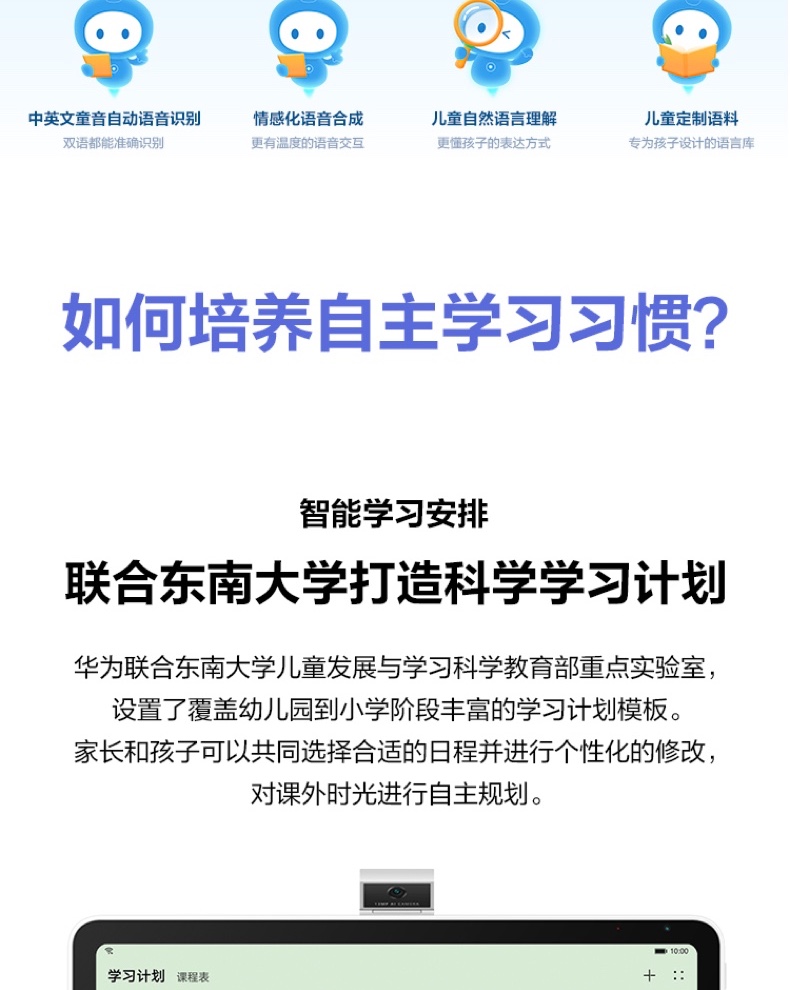 中英文童音自动语音识别 情感化语音合成 儿童自然语言理解 儿童定制语料
双语都能准确识别 更有温度的语音交互 更懂孩子的表达方式 专为孩子设计的语言库
如何培养自主学习习惯?
智能学习安排
联合东南大学打造科学学习计划
华为联合东南大学儿童发展与学习科学教育部重点实验室，
设置了覆盖幼儿园到小学阶段丰富的学习计划模板。
家长和孩子可以共同选择合适的日程并进行个性化的修改，
对课外时光进行自主规划。
10:00
学习计划 课程表